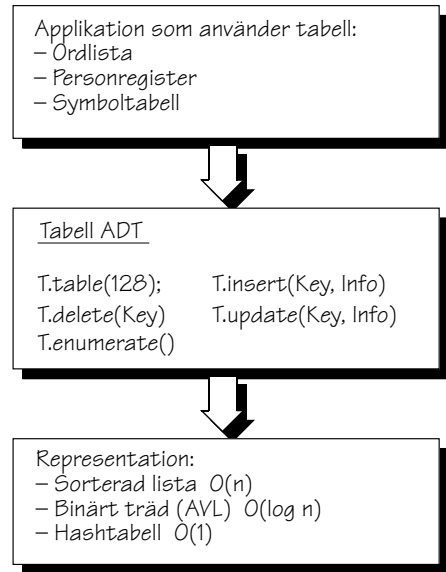 Applikation som använder tabell:
– Ordlista
– Personregister
– Symboltabell
Tabell ADT
T.table(128); T.insert(Key, Info)
T.delete(Key) T.update(Key, Info)
T.enumerate()
Representation:
– Sorterad lista O(n)
– Binärt träd (AVL) O(log n)
– Hashtabell O(1)